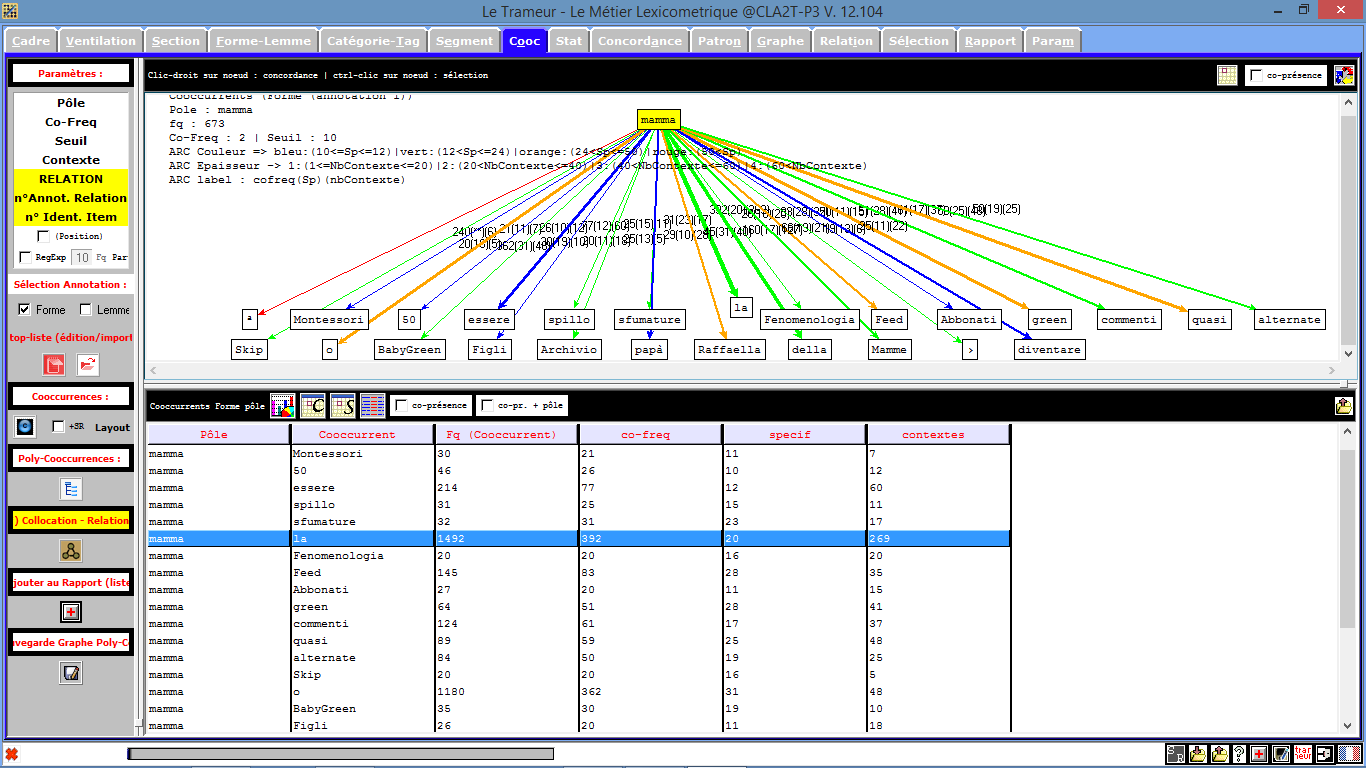 Le Trameur - Le Métier Lexicometrique @CLA2T-P3 V. 12.104
Cadre Ventilation Section Forme-Lemme Catégorie-Tag Segment Cooc Stat Concordance Patron Graphe Relation Sélection Rapport Param
Paramètres :
Pôle
Co-Freq
Seuil
Contexte
RELATION
n°Annot. Relation
n° Ident. Item
(Position)
RegExp 10 Fq Par
Sélection Annotation :
Forme Lemme
top-liste (édition/import
Cooccurrences :
+SR Layout
Poly-Cooccurrences :
) Collocation - Relation
jouter au Rapport (liste
uvegarde Graphe Poly-C
Clic-droit sur noeud : concordance | ctrl-clic sur noeud : sélection
co-présence
Cooccurrents (Forme (annotation 1))
Pole : mamma
fq : 673
Co-Freq : 2 | Seuil : 10
ARC Couleur => bleu:(10<=Sp<=12)|vert:(12<Sp<=24)|orange:(24<Sp<=50)|rouge:(50<Sp)
ARC Epaisseur -> 1:(1<=NbContexte<=20)|2:(20<NbContexte<=40)|3:(40<NbContexte<=60)|4:(60<NbContexte)
ARC label : cofreq(Sp)(nbContexte)
mamma
50(19)(25)
ª Montessori 50 essere spillo sfumature la Fenomenologia Feed Abbonati green commenti quasi alternate
Skip o BabyGreen Figli Archivio papà Raffaella della Mamme › diventare
Cooccurrents Forme pôle C S co-présence co-pr. + pôle
Pôle Cooccurrent Fq (Cooccurrent) co-freq specif contextes
mamma Montessori 30 21 11 7
mamma 50 46 26 10 12
mamma essere 214 77 12 60
mamma spillo 31 25 15 11
mamma sfumature 32 31 23 17
mamma la 1492 392 20 269
mamma Fenomenologia 20 20 16 20
mamma Feed 145 83 28 35
mamma Abbonati 27 20 11 15
mamma green 64 51 28 41
mamma commenti 124 61 17 37
mamma quasi 89 59 25 48
mamma alternate 84 50 19 25
mamma Skip 20 20 16 5
mamma o 1180 362 31 48
mamma BabyGreen 35 30 19 10
mamma Figli 26 20 11 18